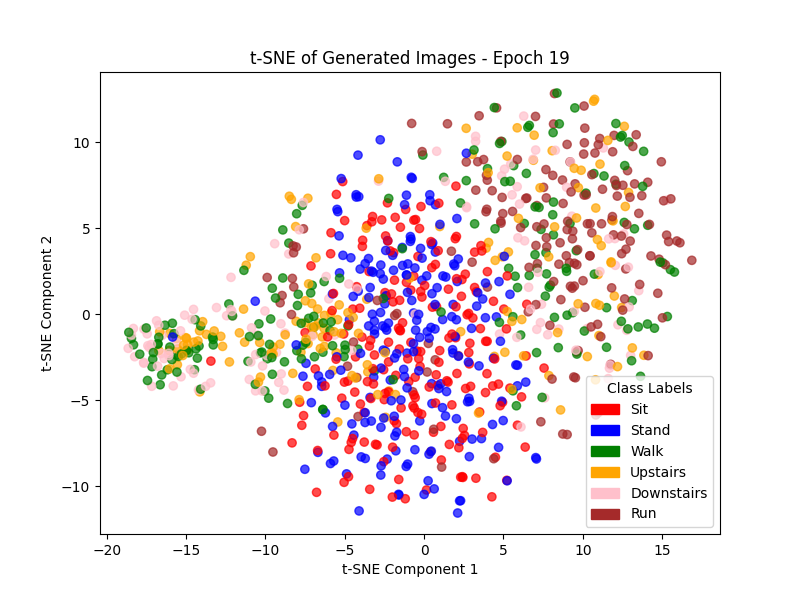 t-SNE of Generated Images - Epoch 19
t-SNE Component 2
10
5
0
−5
−10
−20
−15
−10
−5
0
5
10
15
t-SNE Component 1
Class Labels
Sit
Stand
Walk
Upstairs
Downstairs
Run